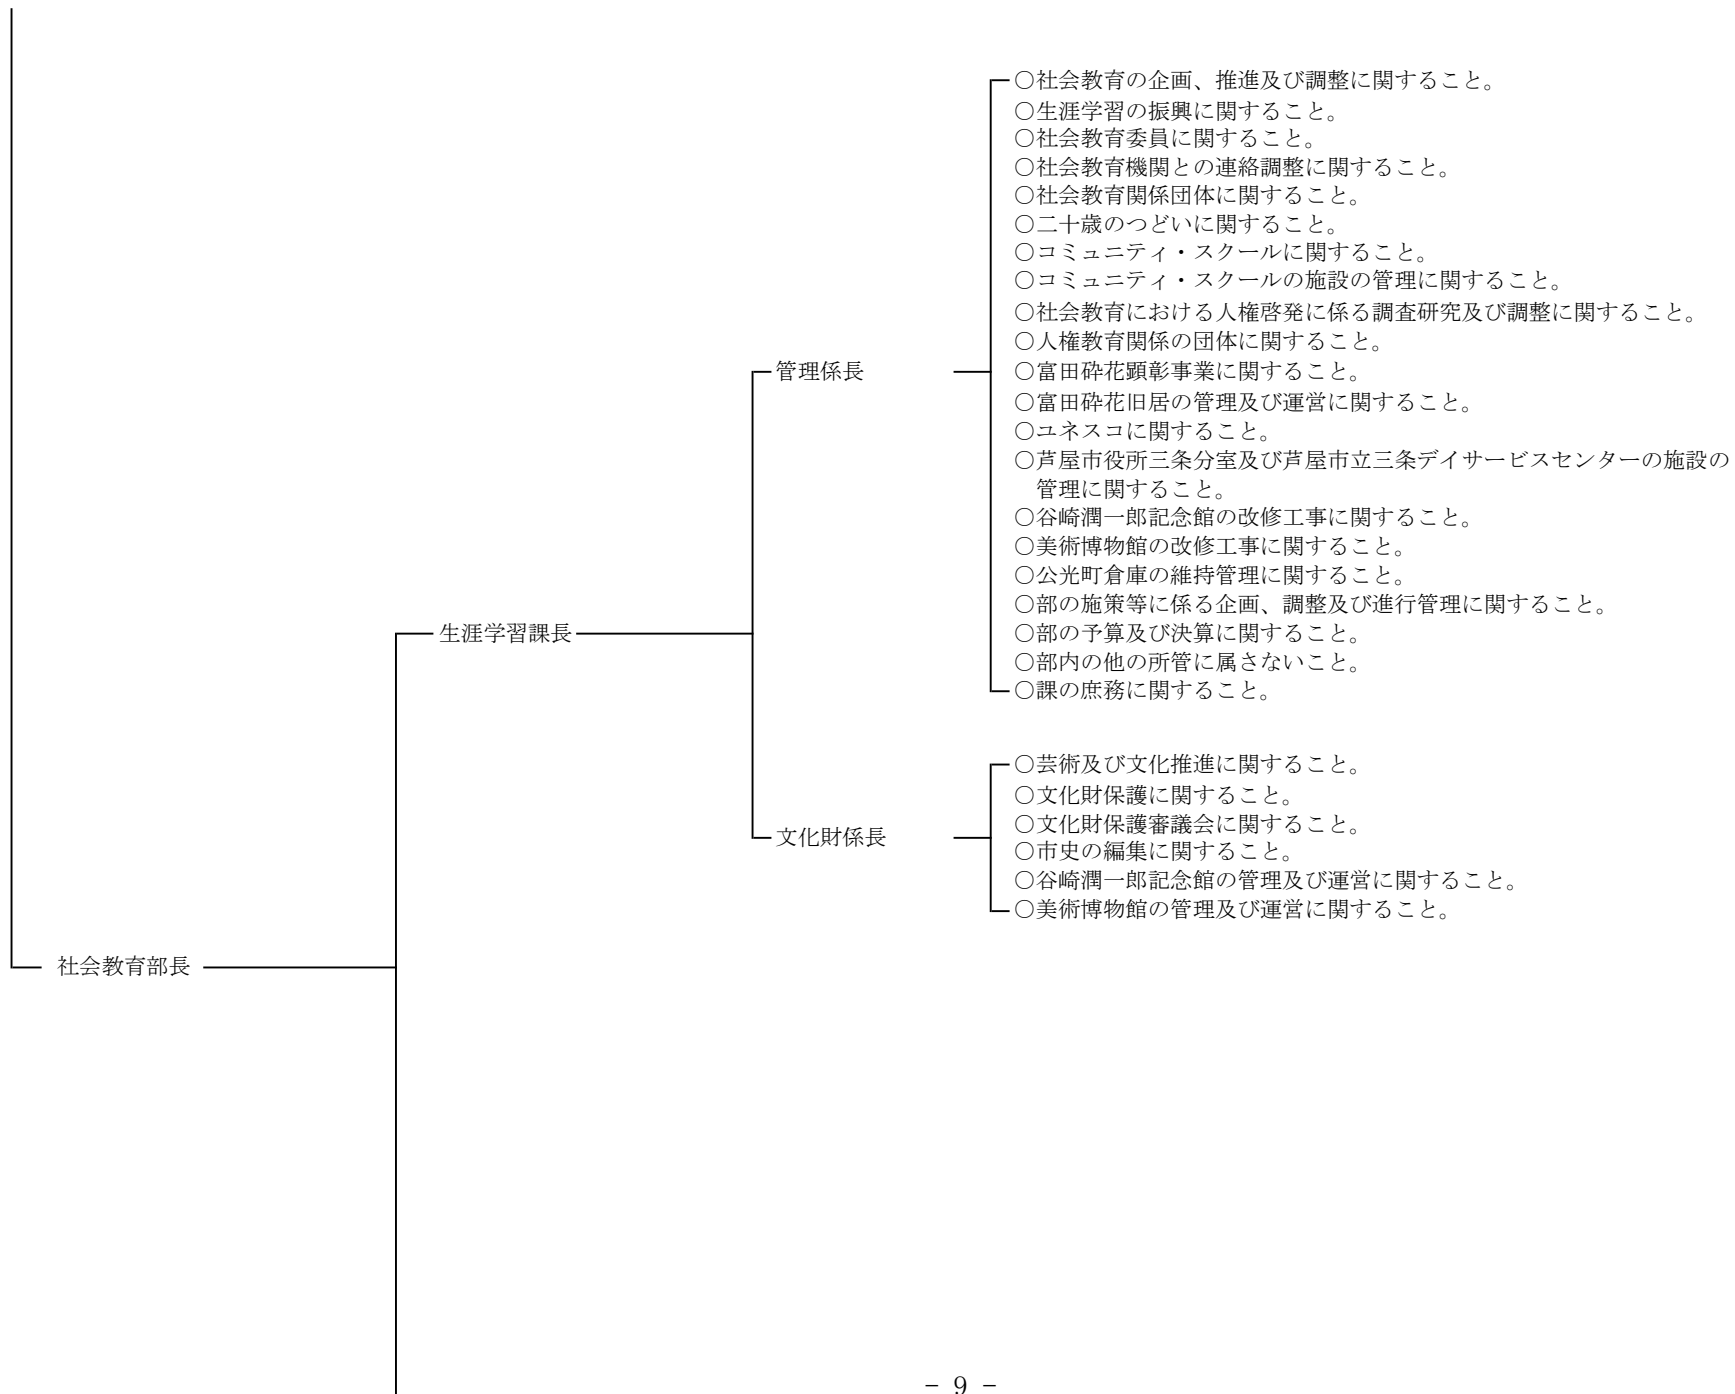 ○社会教育の企画、推進及び調整に関すること。
○生涯学習の振興に関すること。
○社会教育委員に関すること。
○社会教育機関との連絡調整に関すること。
○社会教育関係団体に関すること。
○二十歳のつどいに関すること。
○コミュニティ・スクールに関すること。
○コミュニティ・スクールの施設の管理に関すること。
○社会教育における人権啓発に係る調査研究及び調整に関すること。
○人権教育関係の団体に関すること。
管理係長
○富田砕花顕彰事業に関すること。
○富田砕花旧居の管理及び運営に関すること。
○ユネスコに関すること。
○芦屋市役所三条分室及び芦屋市立三条デイサービスセンターの施設の
管理に関すること。
○谷崎潤一郎記念館の改修工事に関すること。
○美術博物館の改修工事に関すること。
○公光町倉庫の維持管理に関すること。
○部の施策等に係る企画、調整及び進行管理に関すること。
生涯学習課長
○部の予算及び決算に関すること。
○部内の他の所管に属さないこと。
○課の庶務に関すること。
○芸術及び文化推進に関すること。
○文化財保護に関すること。
○文化財保護審議会に関すること。
文化財係長
○市史の編集に関すること。
○谷崎潤一郎記念館の管理及び運営に関すること。
○美術博物館の管理及び運営に関すること。
社会教育部長
- 9 -